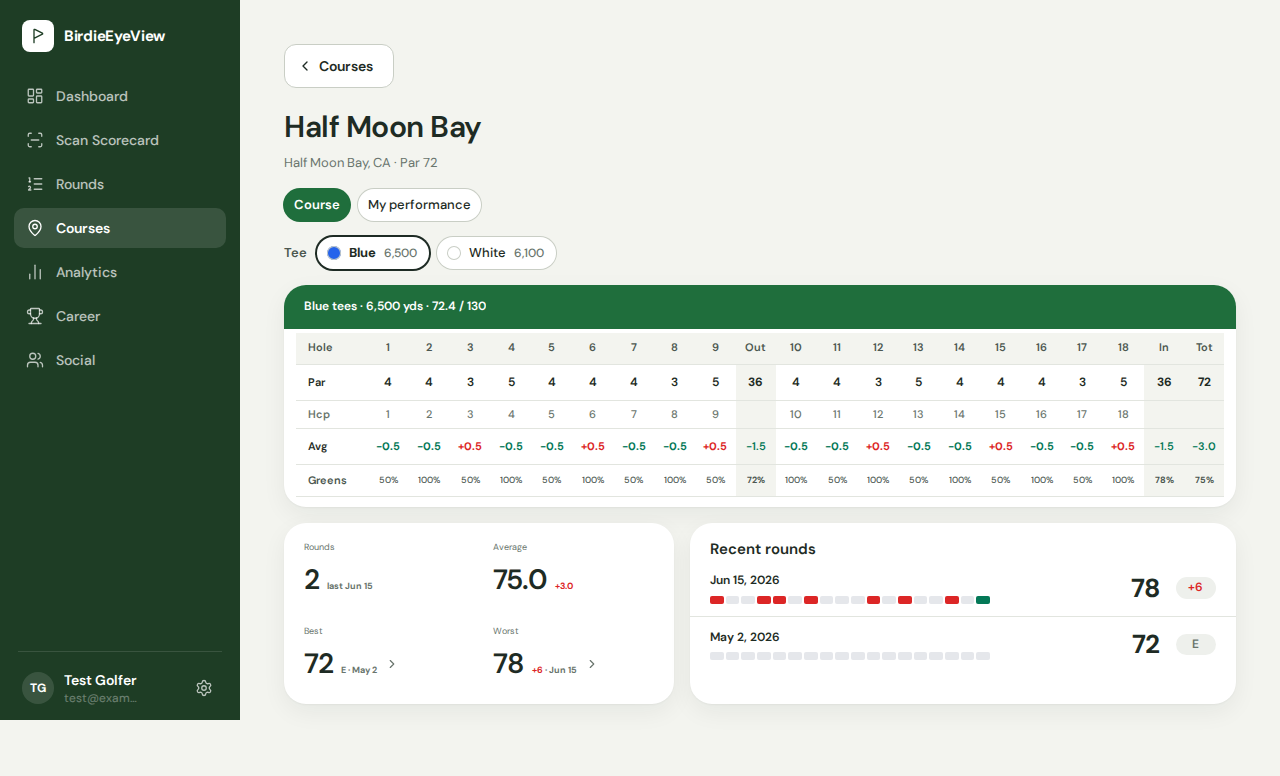 BirdieEyeView
Dashboard
Scan Scorecard
Rounds
Courses
Analytics
Career
Social
TG
Test Golfer
test@exam...
Courses
Half Moon Bay
Half Moon Bay, CA · Par 72
Course My performance
Tee Blue 6,500 White 6,100
Blue tees · 6,500 yds · 72.4 / 130
Hole 1 2 3 4 5 6 7 8 9 Out 10 11 12 13 14 15 16 17 18 In Tot
Par 4 4 3 5 4 4 4 3 5 36 4 4 3 5 4 4 4 3 5 36 72
Hcp 1 2 3 4 5 6 7 8 9 10 11 12 13 14 15 16 17 18
Avg −0.5 −0.5 +0.5 −0.5 −0.5 +0.5 −0.5 −0.5 +0.5 −1.5 −0.5 −0.5 +0.5 −0.5 −0.5 +0.5 −0.5 −0.5 +0.5 −1.5 −3.0
Greens 50% 100% 50% 100% 50% 100% 50% 100% 50% 72% 100% 50% 100% 50% 100% 50% 100% 50% 100% 78% 75%
Rounds
2 last Jun 15
Average
75.0 +3.0
Best
72 E · May 2
Worst
78 +6 · Jun 15
Recent rounds
Jun 15, 2026
78 +6
May 2, 2026
72 E